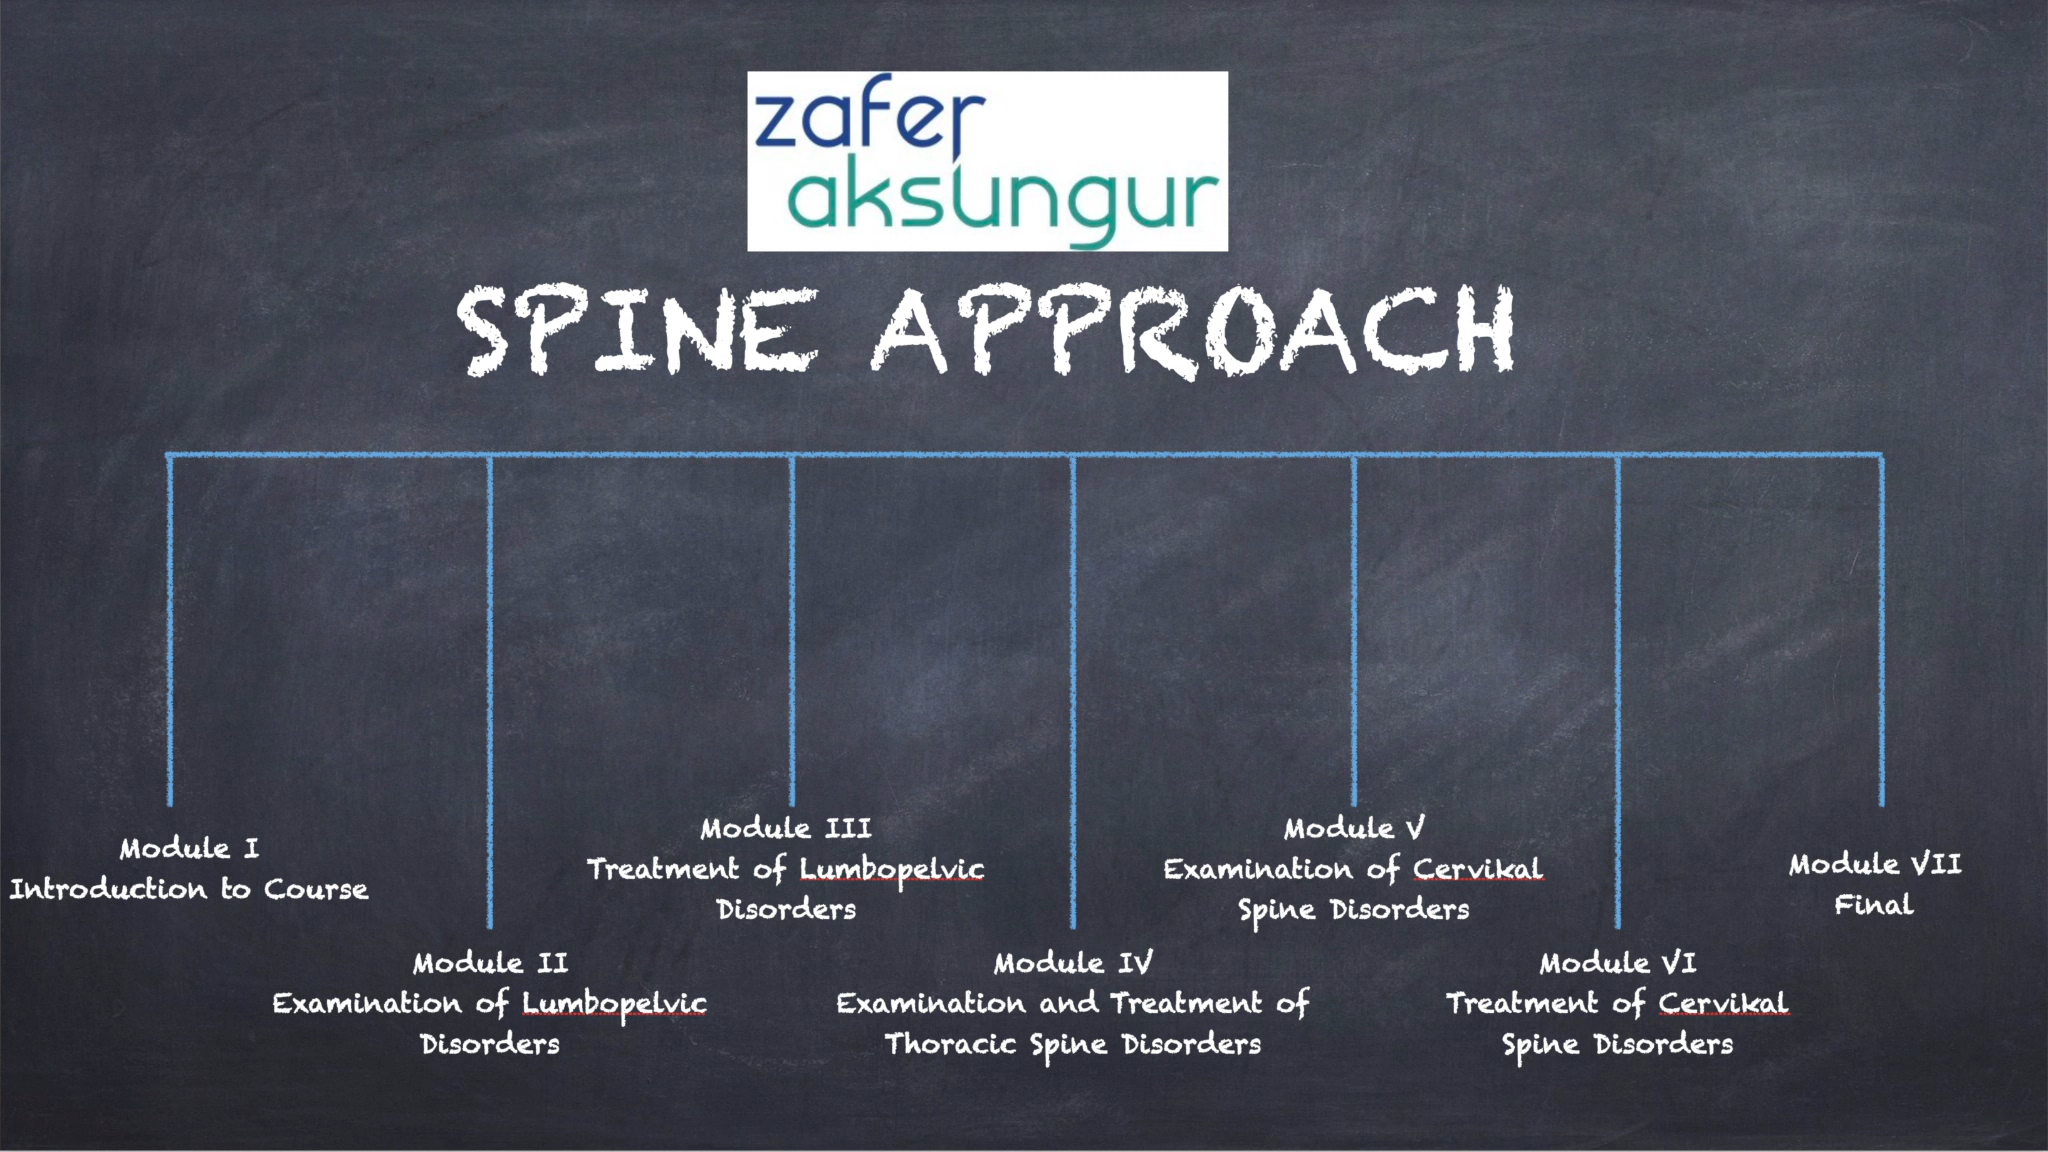 zafer
aksungur
SPINE APPROACH
Module I
Introduction to Course
Module II
Examination of Lumbopelvic
Disorders
Module III
Treatment of Lumbopelvic
Disorders
Module IV
Examination and Treatment of
Thoracic Spine Disorders
Module V
Examination of Cervikal
Spine Disorders
Module VI
Treatment of Cervikal
Spine Disorders
Module VII
Final